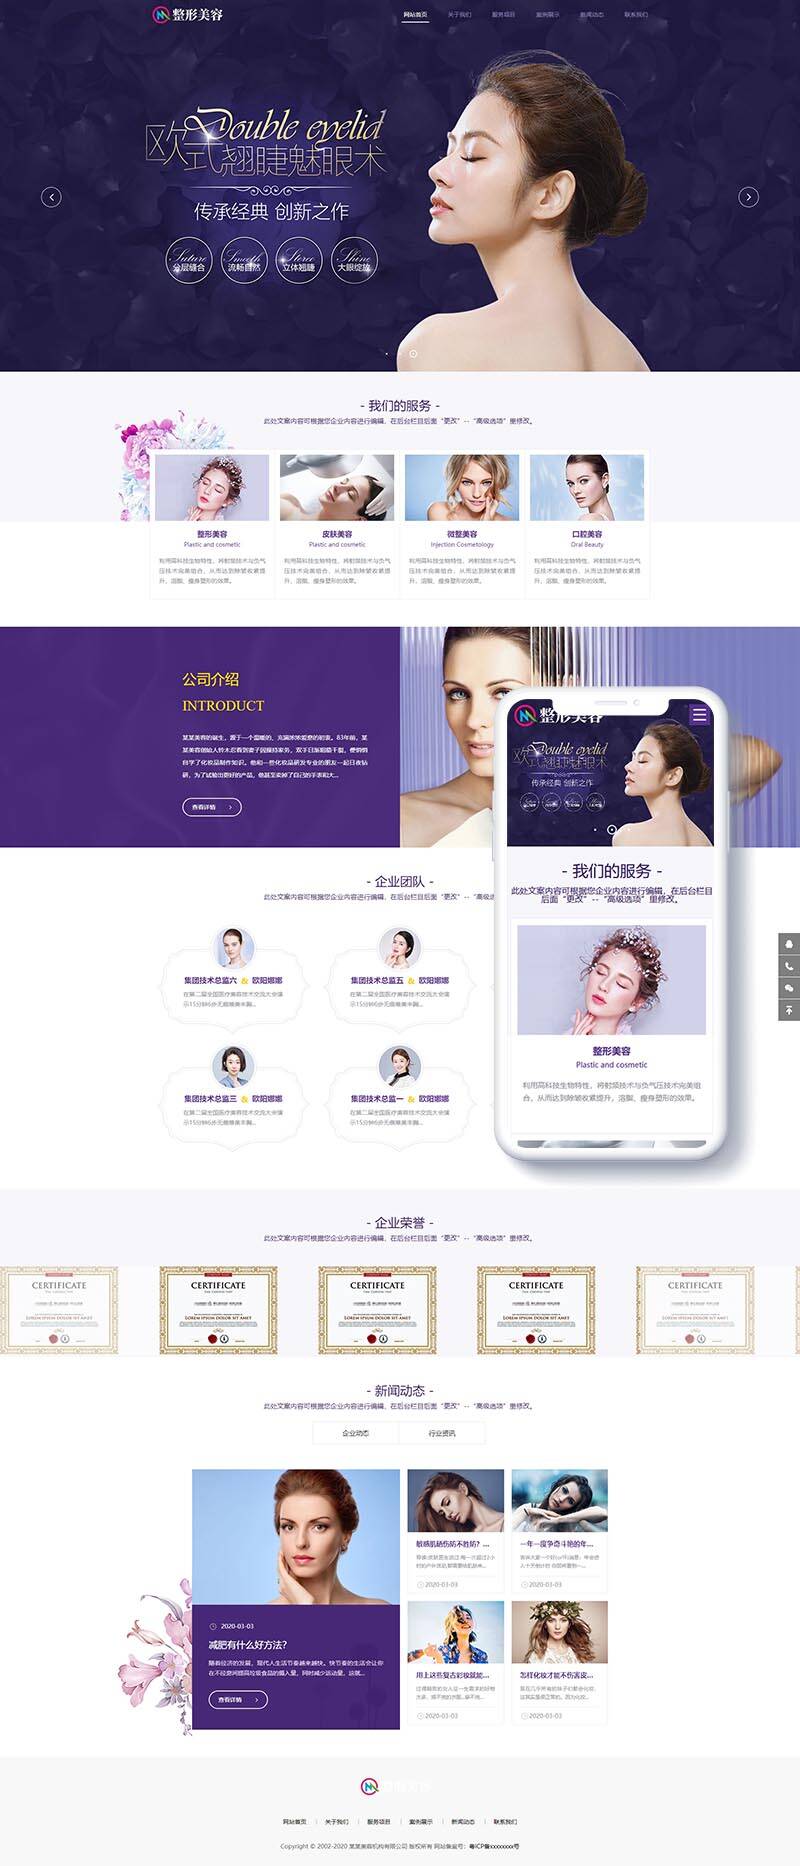 整形美容
网站首页 关于我们 服务项目 案例展示 新闻动态 联系我们
Double eyelid
欧式翘睫魅眼术
传承经典 创新之作
Suture
分层缝合
Smooth
流畅自然
立体翘睫
Shine
大眼绽放
- 我们的服务 -
此处文案内容可根据您企业内容进行编辑，在后台栏目后面“更改”--“高级选项”里修改。
整形美容
Plastic and cosmetic
利用高科技生物特性，将射频技术与负气
压技术完美组合，从而达到除皱收紧提
升，溶脂、瘦身塑形的效果。
皮肤美容
Plastic and cosmetic
利用高科技生物特性，将射频技术与负气
压技术完美组合，从而达到除皱收紧提
升，溶脂、瘦身塑形的效果。
微整美容
Injection Cosmetology
利用高科技生物特性，将射频技术与负气
压技术完美组合，从而达到除皱收紧提
升，溶脂、瘦身塑形的效果。
口腔美容
Oral Beauty
利用高科技生物特性，将射频技术与负气
压技术完美组合，从而达到除皱收紧提
升，溶脂、瘦身塑形的效果。
公司介绍
INTRODUCT
某某美容的诞生，源于一个温暖的、充满浓浓爱意的初衷。83年前，某
某美容创始人铃木忍看到妻子因操持家务，双手日渐粗糙干裂，便悄悄
自学了化妆品制作知识。他和一些化妆品研发专业的朋友一起日夜钻
研，为了试验出更好的产品，他甚至卖掉了自己的手表和大...
查看详情
整形美容
Double eyelid
欧式翘睫魅眼术
传承经典 创新之作
- 我们的服务 -
此处文案内容可根据您企业内容进行编辑，在后台栏目
后面“更改”--“高级选项”里修改。
整形美容
Plastic and cosmetic
利用高科技生物特性，将射频技术与负气压技术完美组
合，从而达到除皱收紧提升，溶脂、瘦身塑形的效果。
- 企业团队 -
此处文案内容可根据您企业内容进行编辑，在后台栏目后面“更改”--“高级选
集团技术总监六 & 欧阳娜娜
在第二届全国医疗美容技术交流大会演
示15分钟6步无痕唯美丰胸...
集团技术总监五 & 欧阳娜娜
在第二届全国医疗美容技术交流大会演
示15分钟6步无痕唯美丰胸...
集团技术总监三 & 欧阳娜娜
在第二届全国医疗美容技术交流大会演
示15分钟6步无痕唯美丰胸...
集团技术总监一 & 欧阳娜娜
在第二届全国医疗美容技术交流大会演
示15分钟6步无痕唯美丰胸...
- 企业荣誉 -
此处文案内容可根据您企业内容进行编辑，在后台栏目后面“更改”--“高级选项”里修改。
CERTIFICATE
LOREM IPSUM DOLOR SIT AMET
CERTIFICATE
LOREM IPSUM DOLOR SIT AMET
CERTIFICATE
LOREM IPSUM DOLOR SIT AMET
CERTIFICATE
LOREM IPSUM DOLOR SIT AMET
CERTIFICATE
LOREM IPSUM DOLOR SIT AMET
- 新闻动态 -
此处文案内容可根据您企业内容进行编辑，在后台栏目后面“更改”--“高级选项”里修改。
企业动态 行业资讯
2020-03-03
减肥有什么好方法?
随着经济的发展，现代人生活节奏越来越快。快节奏的生活会让你
在不经意间提高垃圾食品的摄入量，同时减少运动量，这就...
查看详情
敏感肌晒伤防不胜防？...
2020-03-03
一年一度争奇斗艳的年...
2020-03-03
用上这些复古彩妆就能...
2020-03-03
怎样化妆才能不伤害皮...
2020-03-03
网站首页 | 关于我们 | 服务项目 | 案例展示 | 新闻动态 | 联系我们
Copyright © 2002-2020 某某美容机构有限公司 版权所有 网站备案号：粤ICP备xxxxxxxx号